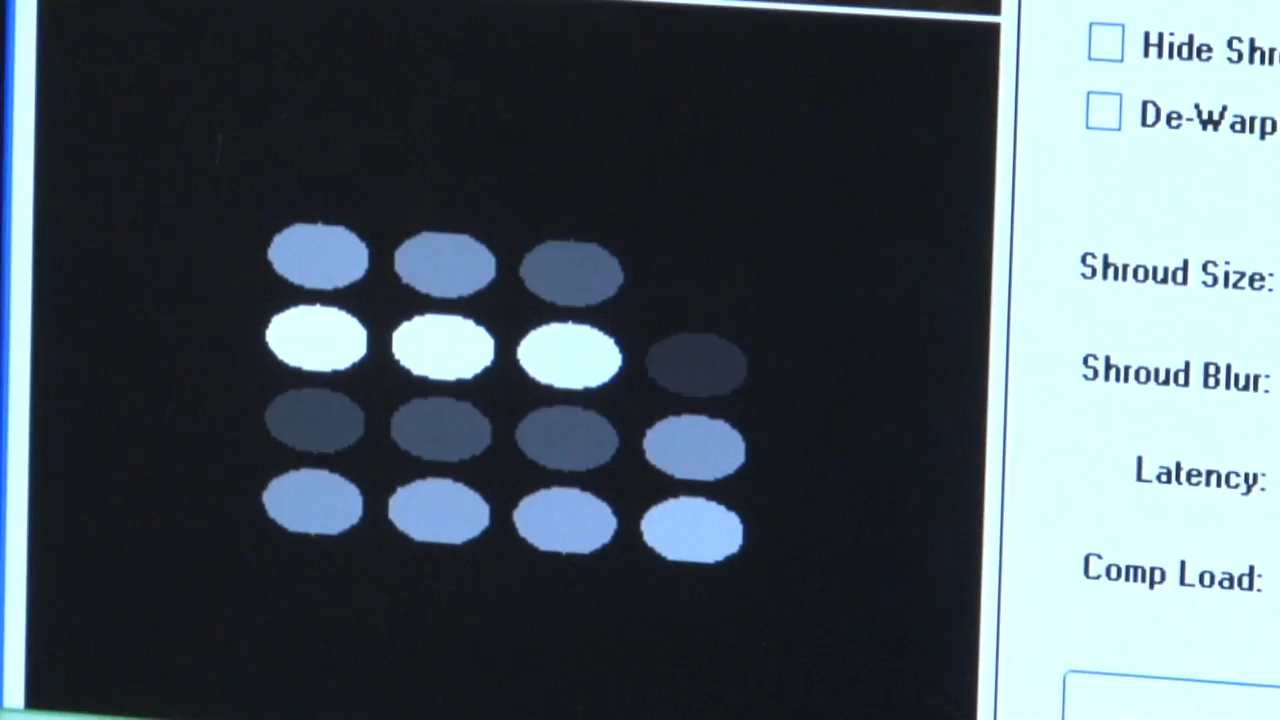 Hide Shr
De-Warp
Shroud Size:
Shroud Blur:
Latency:
Comp Load: